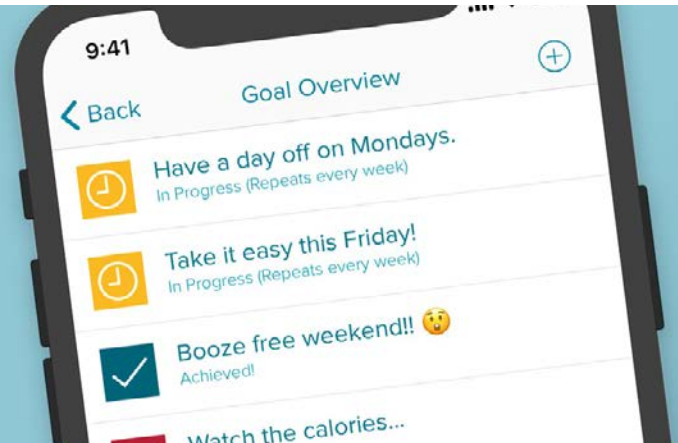 9:41
Back
Goal Overview
Have a day off on Mondays.
In Progress (Repeats every week)
Take it easy this Friday!
In Progress (Repeats every week)
Booze free weekend!! 😲
Achieved!
Watch the calories...